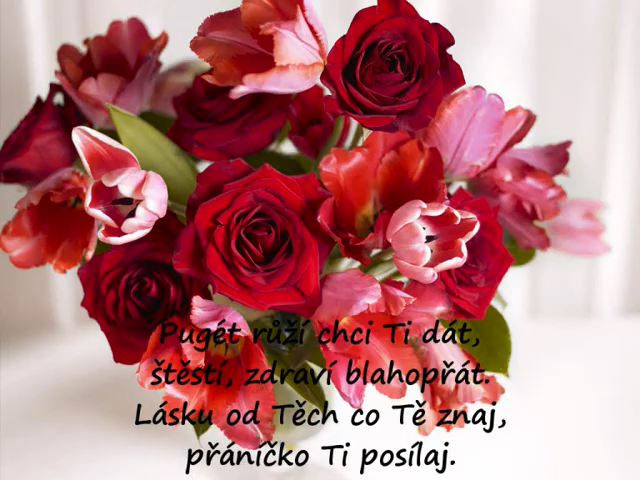 Pugét růží chci Ti dát,
štěstí, zdraví blahopřát.
Lásku od Těch co Tě znaj,
přáníčko Ti posílaj.